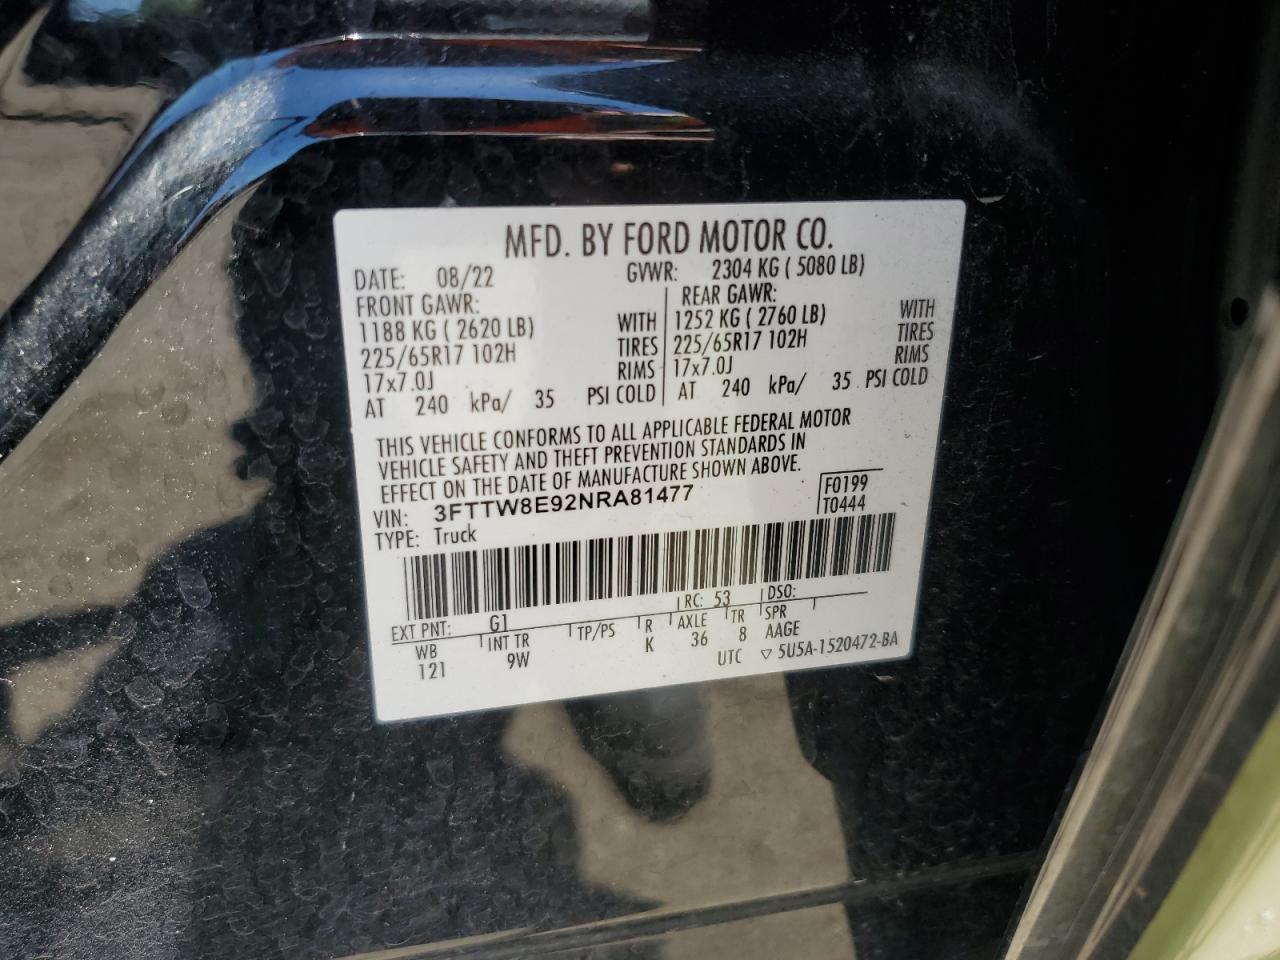 MFD. BY FORD MOTOR CO.
DATE: 08/22 GVWR: 2304 KG ( 5080 LB)
FRONT GAWR: REAR GAWR:
1188 KG ( 2620 LB) WITH 1252 KG ( 2760 LB) WITH
225/65R17 102H TIRES 225/65R17 102H TIRES
17x7.0J RIMS 17x7.0J RIMS
AT 240 kPa/ 35 PSI COLD AT 240 kPa/ 35 PSI COLD
THIS VEHICLE CONFORMS TO ALL APPLICABLE FEDERAL MOTOR
VEHICLE SAFETY AND THEFT PREVENTION STANDARDS IN
EFFECT ON THE DATE OF MANUFACTURE SHOWN ABOVE.
VIN: 3FTTW8E92NRA81477 F0199
TYPE: Truck T0444
EXT PNT: G1 RC: 53 DSO:
WB INT TR TP/PS R AXLE TR SPR
121 9W K 36 8 AAGE
UTC ▽ 5U5A-1520472-BA